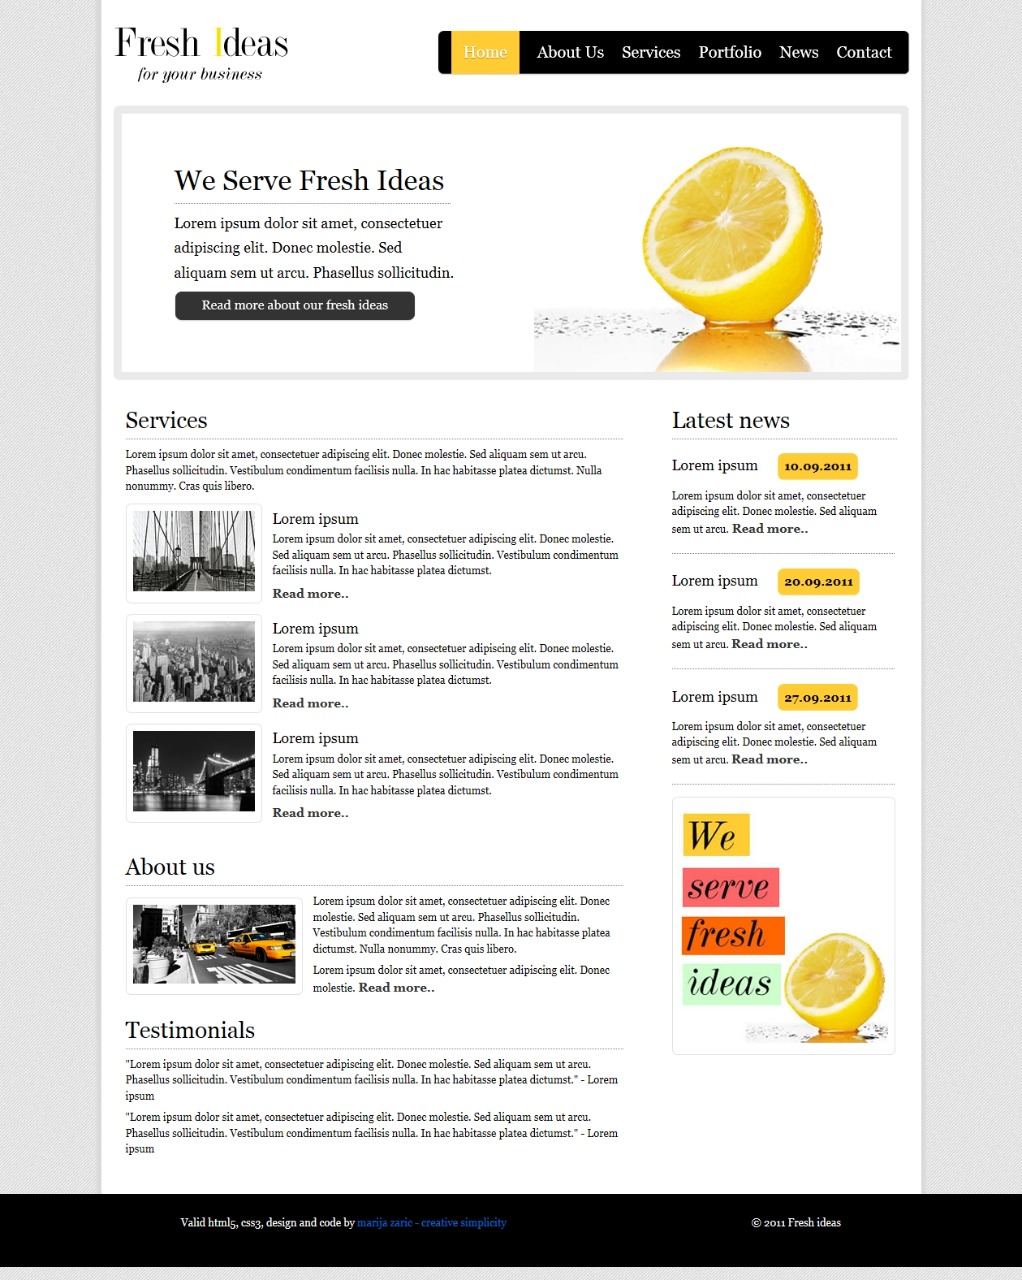 Fresh Ideas
for your business
Home About Us Services Portfolio News Contact
We Serve Fresh Ideas
Lorem ipsum dolor sit amet, consectetuer
adipiscing elit. Donec molestie. Sed
aliquam sem ut arcu. Phasellus sollicitudin.
Read more about our fresh ideas
Services
Lorem ipsum dolor sit amet, consectetuer adipiscing elit. Donec molestie. Sed aliquam sem ut arcu.
Phasellus sollicitudin. Vestibulum condimentum facilisis nulla. In hac habitasse platea dictumst. Nulla
nonummy. Cras quis libero.
Lorem ipsum
Lorem ipsum dolor sit amet, consectetuer adipiscing elit. Donec molestie.
Sed aliquam sem ut arcu. Phasellus sollicitudin. Vestibulum condimentum
facilisis nulla. In hac habitasse platea dictumst.
Read more..
Lorem ipsum
Lorem ipsum dolor sit amet, consectetuer adipiscing elit. Donec molestie.
Sed aliquam sem ut arcu. Phasellus sollicitudin. Vestibulum condimentum
facilisis nulla. In hac habitasse platea dictumst.
Read more..
Lorem ipsum
Lorem ipsum dolor sit amet, consectetuer adipiscing elit. Donec molestie.
Sed aliquam sem ut arcu. Phasellus sollicitudin. Vestibulum condimentum
facilisis nulla. In hac habitasse platea dictumst.
Read more..
About us
Lorem ipsum dolor sit amet, consectetuer adipiscing elit. Donec
molestie. Sed aliquam sem ut arcu. Phasellus sollicitudin.
Vestibulum condimentum facilisis nulla. In hac habitasse platea
dictumst. Nulla nonummy. Cras quis libero.
Lorem ipsum dolor sit amet, consectetuer adipiscing elit. Donec
molestie. Read more..
Testimonials
"Lorem ipsum dolor sit amet, consectetuer adipiscing elit. Donec molestie. Sed aliquam sem ut arcu.
Phasellus sollicitudin. Vestibulum condimentum facilisis nulla. In hac habitasse platea dictumst." - Lorem
ipsum
"Lorem ipsum dolor sit amet, consectetuer adipiscing elit. Donec molestie. Sed aliquam sem ut arcu.
Phasellus sollicitudin. Vestibulum condimentum facilisis nulla. In hac habitasse platea dictumst." - Lorem
ipsum
Latest news
Lorem ipsum 10.09.2011
Lorem ipsum dolor sit amet, consectetuer
adipiscing elit. Donec molestie. Sed aliquam
sem ut arcu. Read more..
Lorem ipsum 20.09.2011
Lorem ipsum dolor sit amet, consectetuer
adipiscing elit. Donec molestie. Sed aliquam
sem ut arcu. Read more..
Lorem ipsum 27.09.2011
Lorem ipsum dolor sit amet, consectetuer
adipiscing elit. Donec molestie. Sed aliquam
sem ut arcu. Read more..
We
serve
fresh
ideas
Valid html5, css3, design and code by marija zaric - creative simplicity
© 2011 Fresh ideas